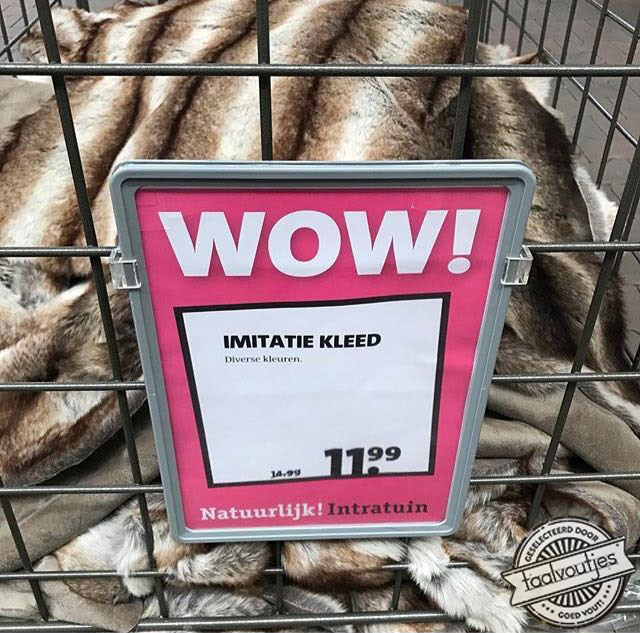 WOW!
IMITATIE KLEED
Diverse kleuren.
14.99 11.99
Natuurlijk! Intratuin
GESELECTEERD DOOR
taalvoutjes
GOED VOUT!